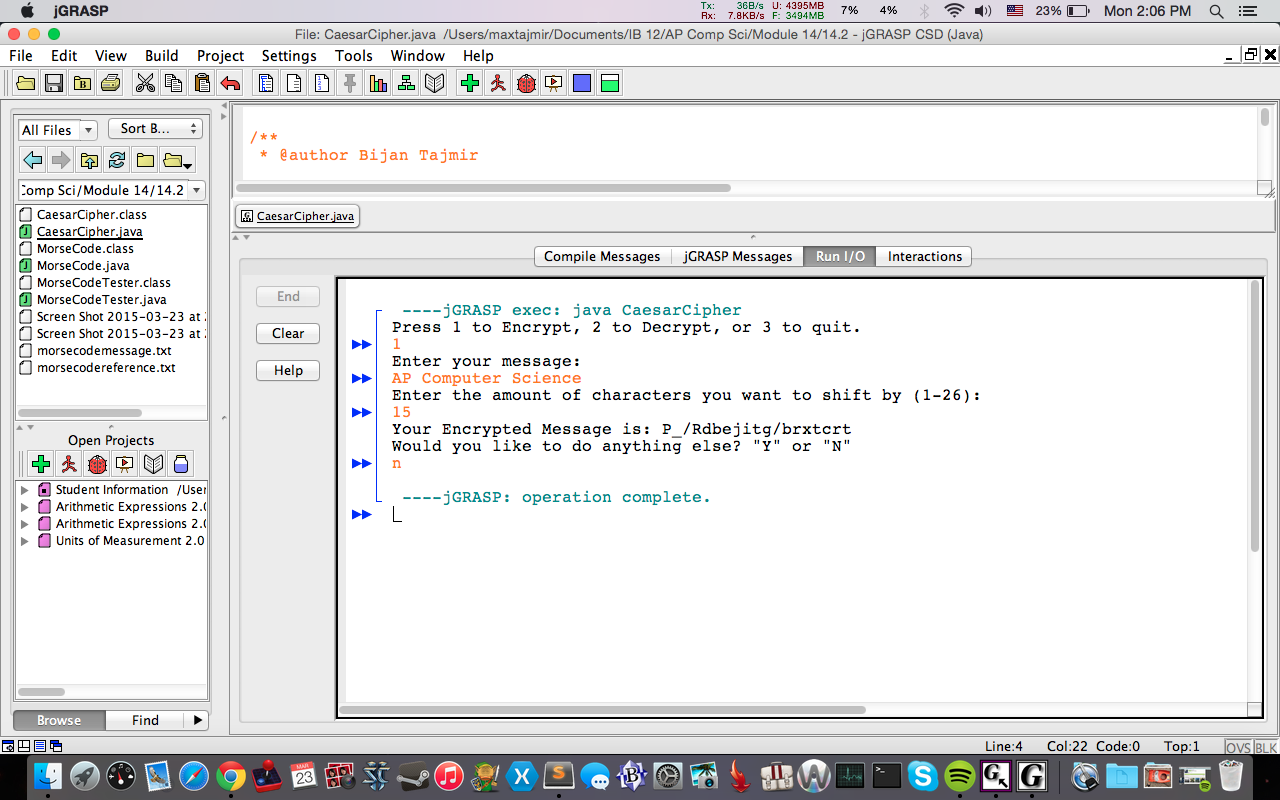 jGRASP
Tx: 36B/s U: 4395MB
Rx: 7.8KB/s F: 3494MB
7% 4% 23% Mon 2:06 PM
File: CaesarCipher.java /Users/maxtajmir/Documents/IB 12/AP Comp Sci/Module 14/14.2 - jGRASP CSD (Java)
File Edit View Build Project Settings Tools Window Help
All Files Sort B...
:omp Sci/Module 14/14.2
CaesarCipher.class
CaesarCipher.java
MorseCode.class
MorseCode.java
MorseCodeTester.class
MorseCodeTester.java
Screen Shot 2015-03-23 at
Screen Shot 2015-03-23 at
morsecodemessage.txt
morsecodereference.txt
Open Projects
Student Information /User
Arithmetic Expressions 2.0
Arithmetic Expressions 2.0
Units of Measurement 2.0
Browse Find
/**
* @author Bijan Tajmir
CaesarCipher.java
Compile Messages jGRASP Messages Run I/O Interactions
End
Clear
Help
----jGRASP exec: java CaesarCipher
Press 1 to Encrypt, 2 to Decrypt, or 3 to quit.
1
Enter your message:
AP Computer Science
Enter the amount of characters you want to shift by (1-26):
15
Your Encrypted Message is: P_/Rdbejitg/brxtcrt
Would you like to do anything else? "Y" or "N"
n
----jGRASP: operation complete.
Line:4 Col:22 Code:0 Top:1 OVS BLK
MAR
23